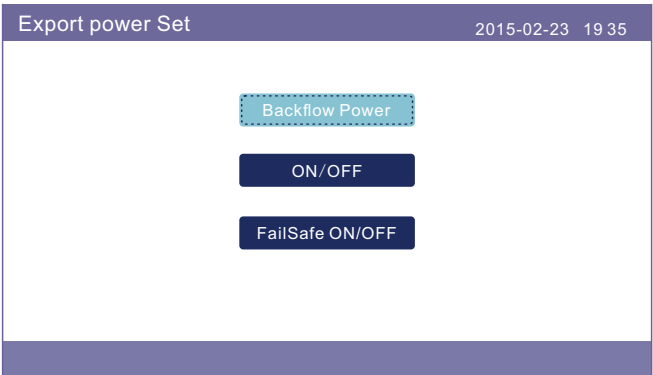 Export power Set
2015-02-23 19 35
Backflow Power
ON/OFF
FailSafe ON/OFF